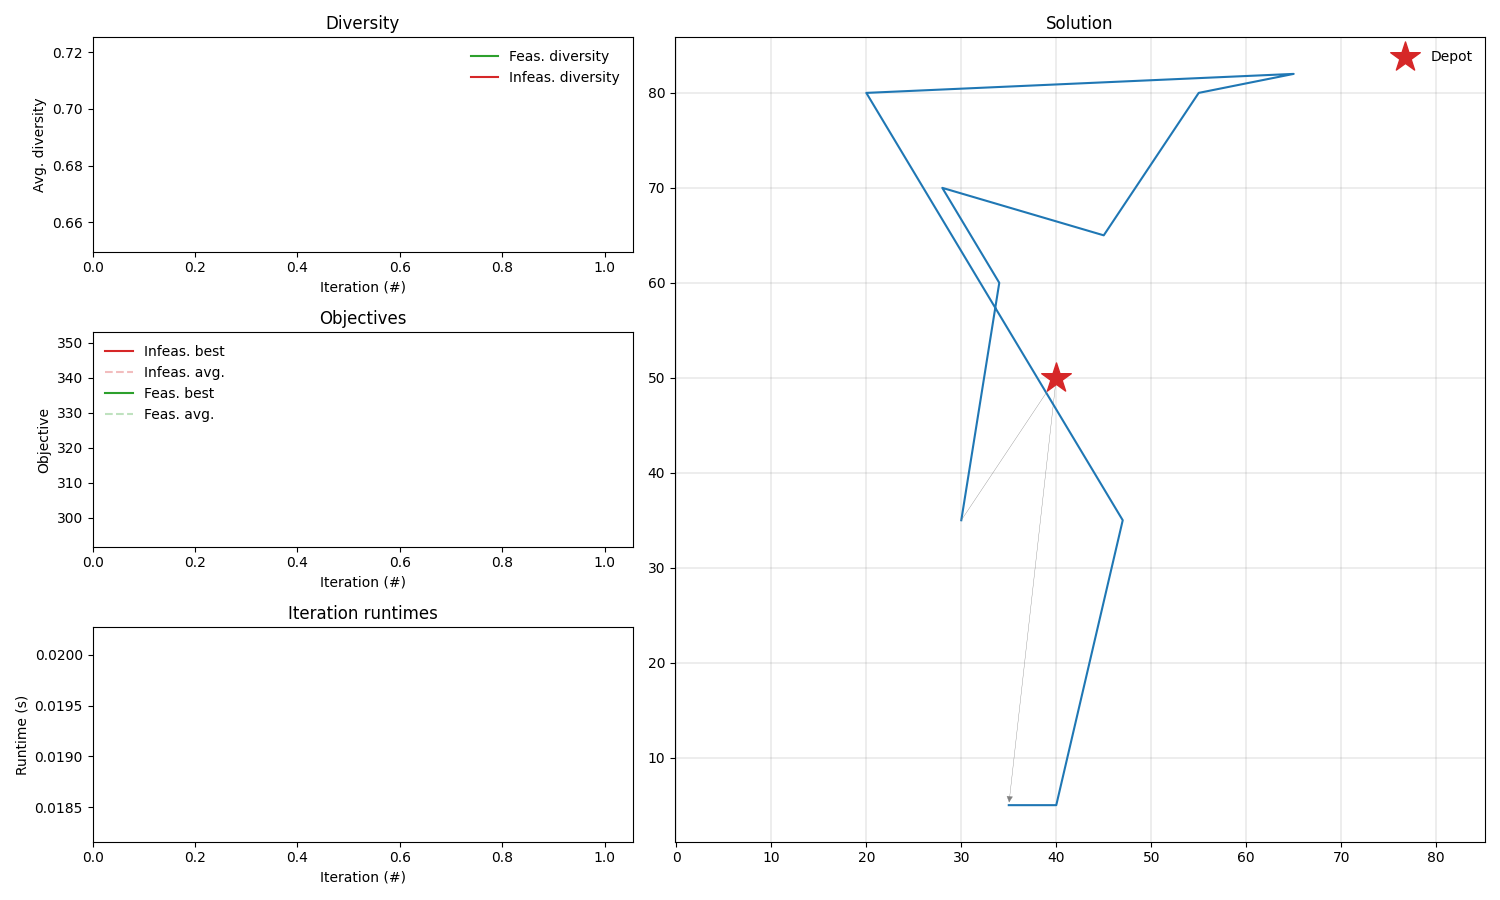 Diversity
Avg. diversity
0.72
0.70
0.68
0.66
Feas. diversity
Infeas. diversity
0.0 0.2 0.4 0.6 0.8 1.0
Iteration (#)
Objectives
Objective
350
340
330
320
310
300
Infeas. best
Infeas. avg.
Feas. best
Feas. avg.
0.0 0.2 0.4 0.6 0.8 1.0
Iteration (#)
Iteration runtimes
Runtime (s)
0.0200
0.0195
0.0190
0.0185
0.0 0.2 0.4 0.6 0.8 1.0
Iteration (#)
Solution
Depot
80
70
60
50
40
30
20
10
0 10 20 30 40 50 60 70 80